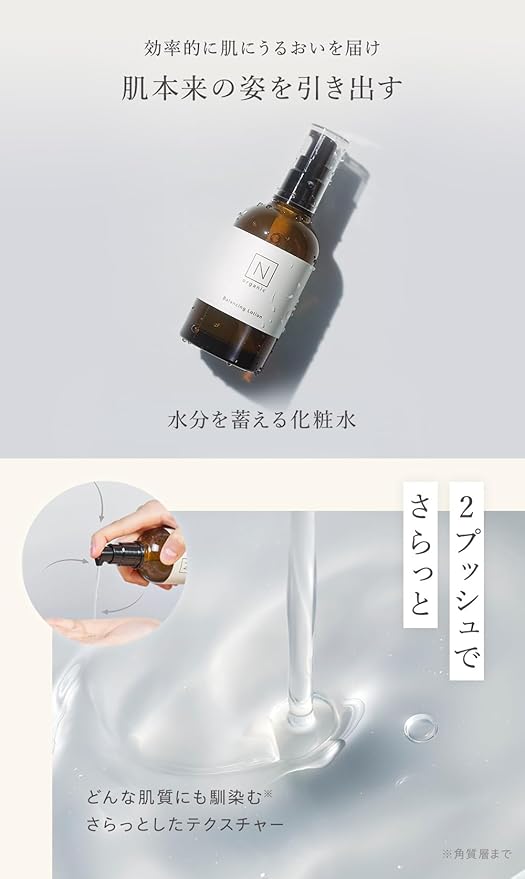 効率的に肌にうるおいを届け
肌本来の姿を引き出す
N
organic
Balancing Lotion
水分を蓄える化粧水
2プッシュで
さらっと
N
どんな肌質にも馴染む※
さらっとしたテクスチャー
※角質層まで